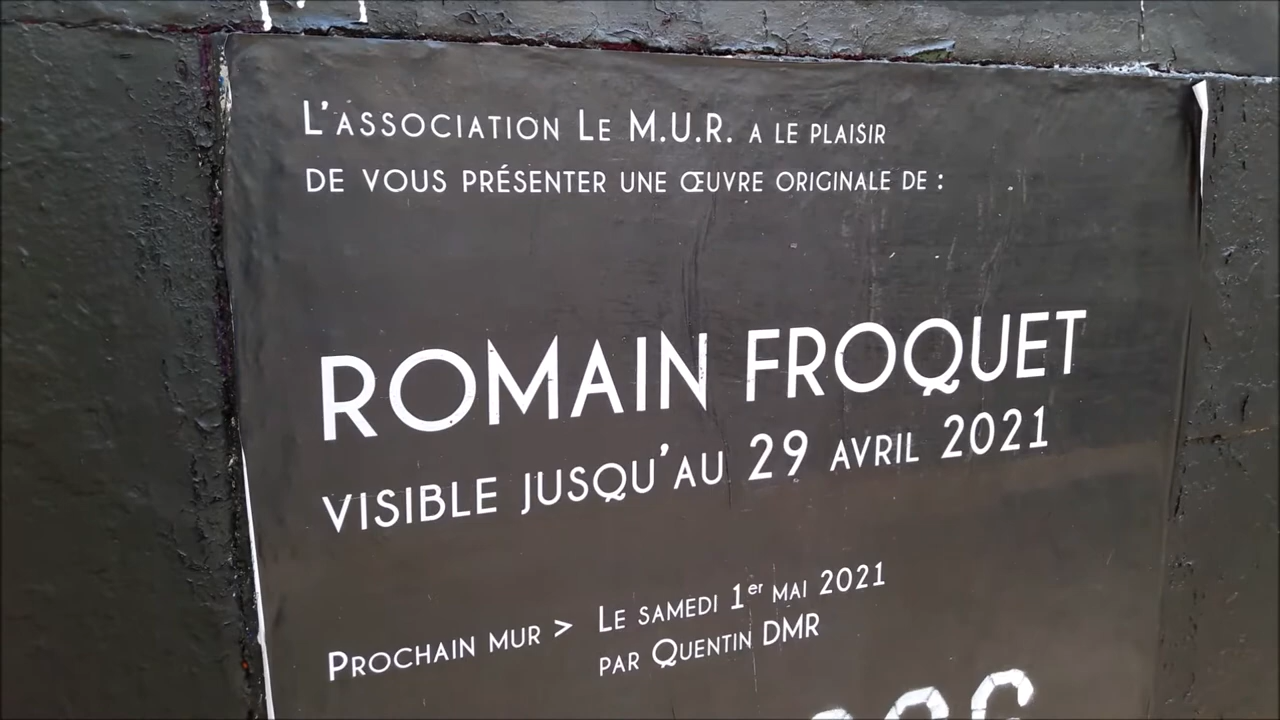 L'ASSOCIATION LE M.U.R. A LE PLAISIR
DE VOUS PRÉSENTER UNE ŒUVRE ORIGINALE DE :
ROMAIN FROQUET
VISIBLE JUSQU'AU 29 AVRIL 2021
PROCHAIN MUR > LE SAMEDI 1er MAI 2021
PAR QUENTIN DMR